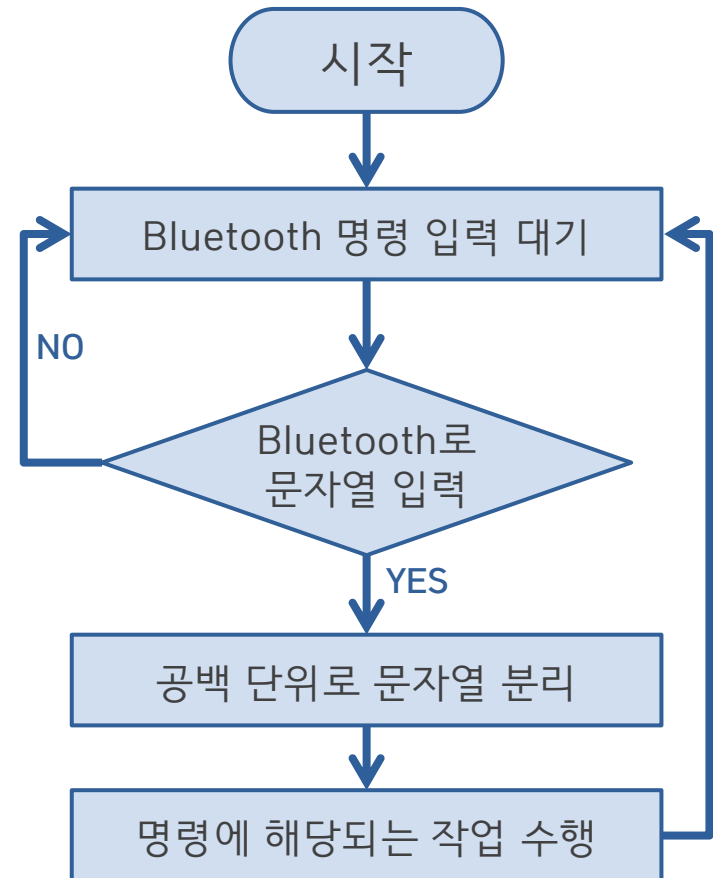 시작
Bluetooth 명령 입력 대기
NO
Bluetooth로
문자열 입력
YES
공백 단위로 문자열 분리
명령에 해당되는 작업 수행